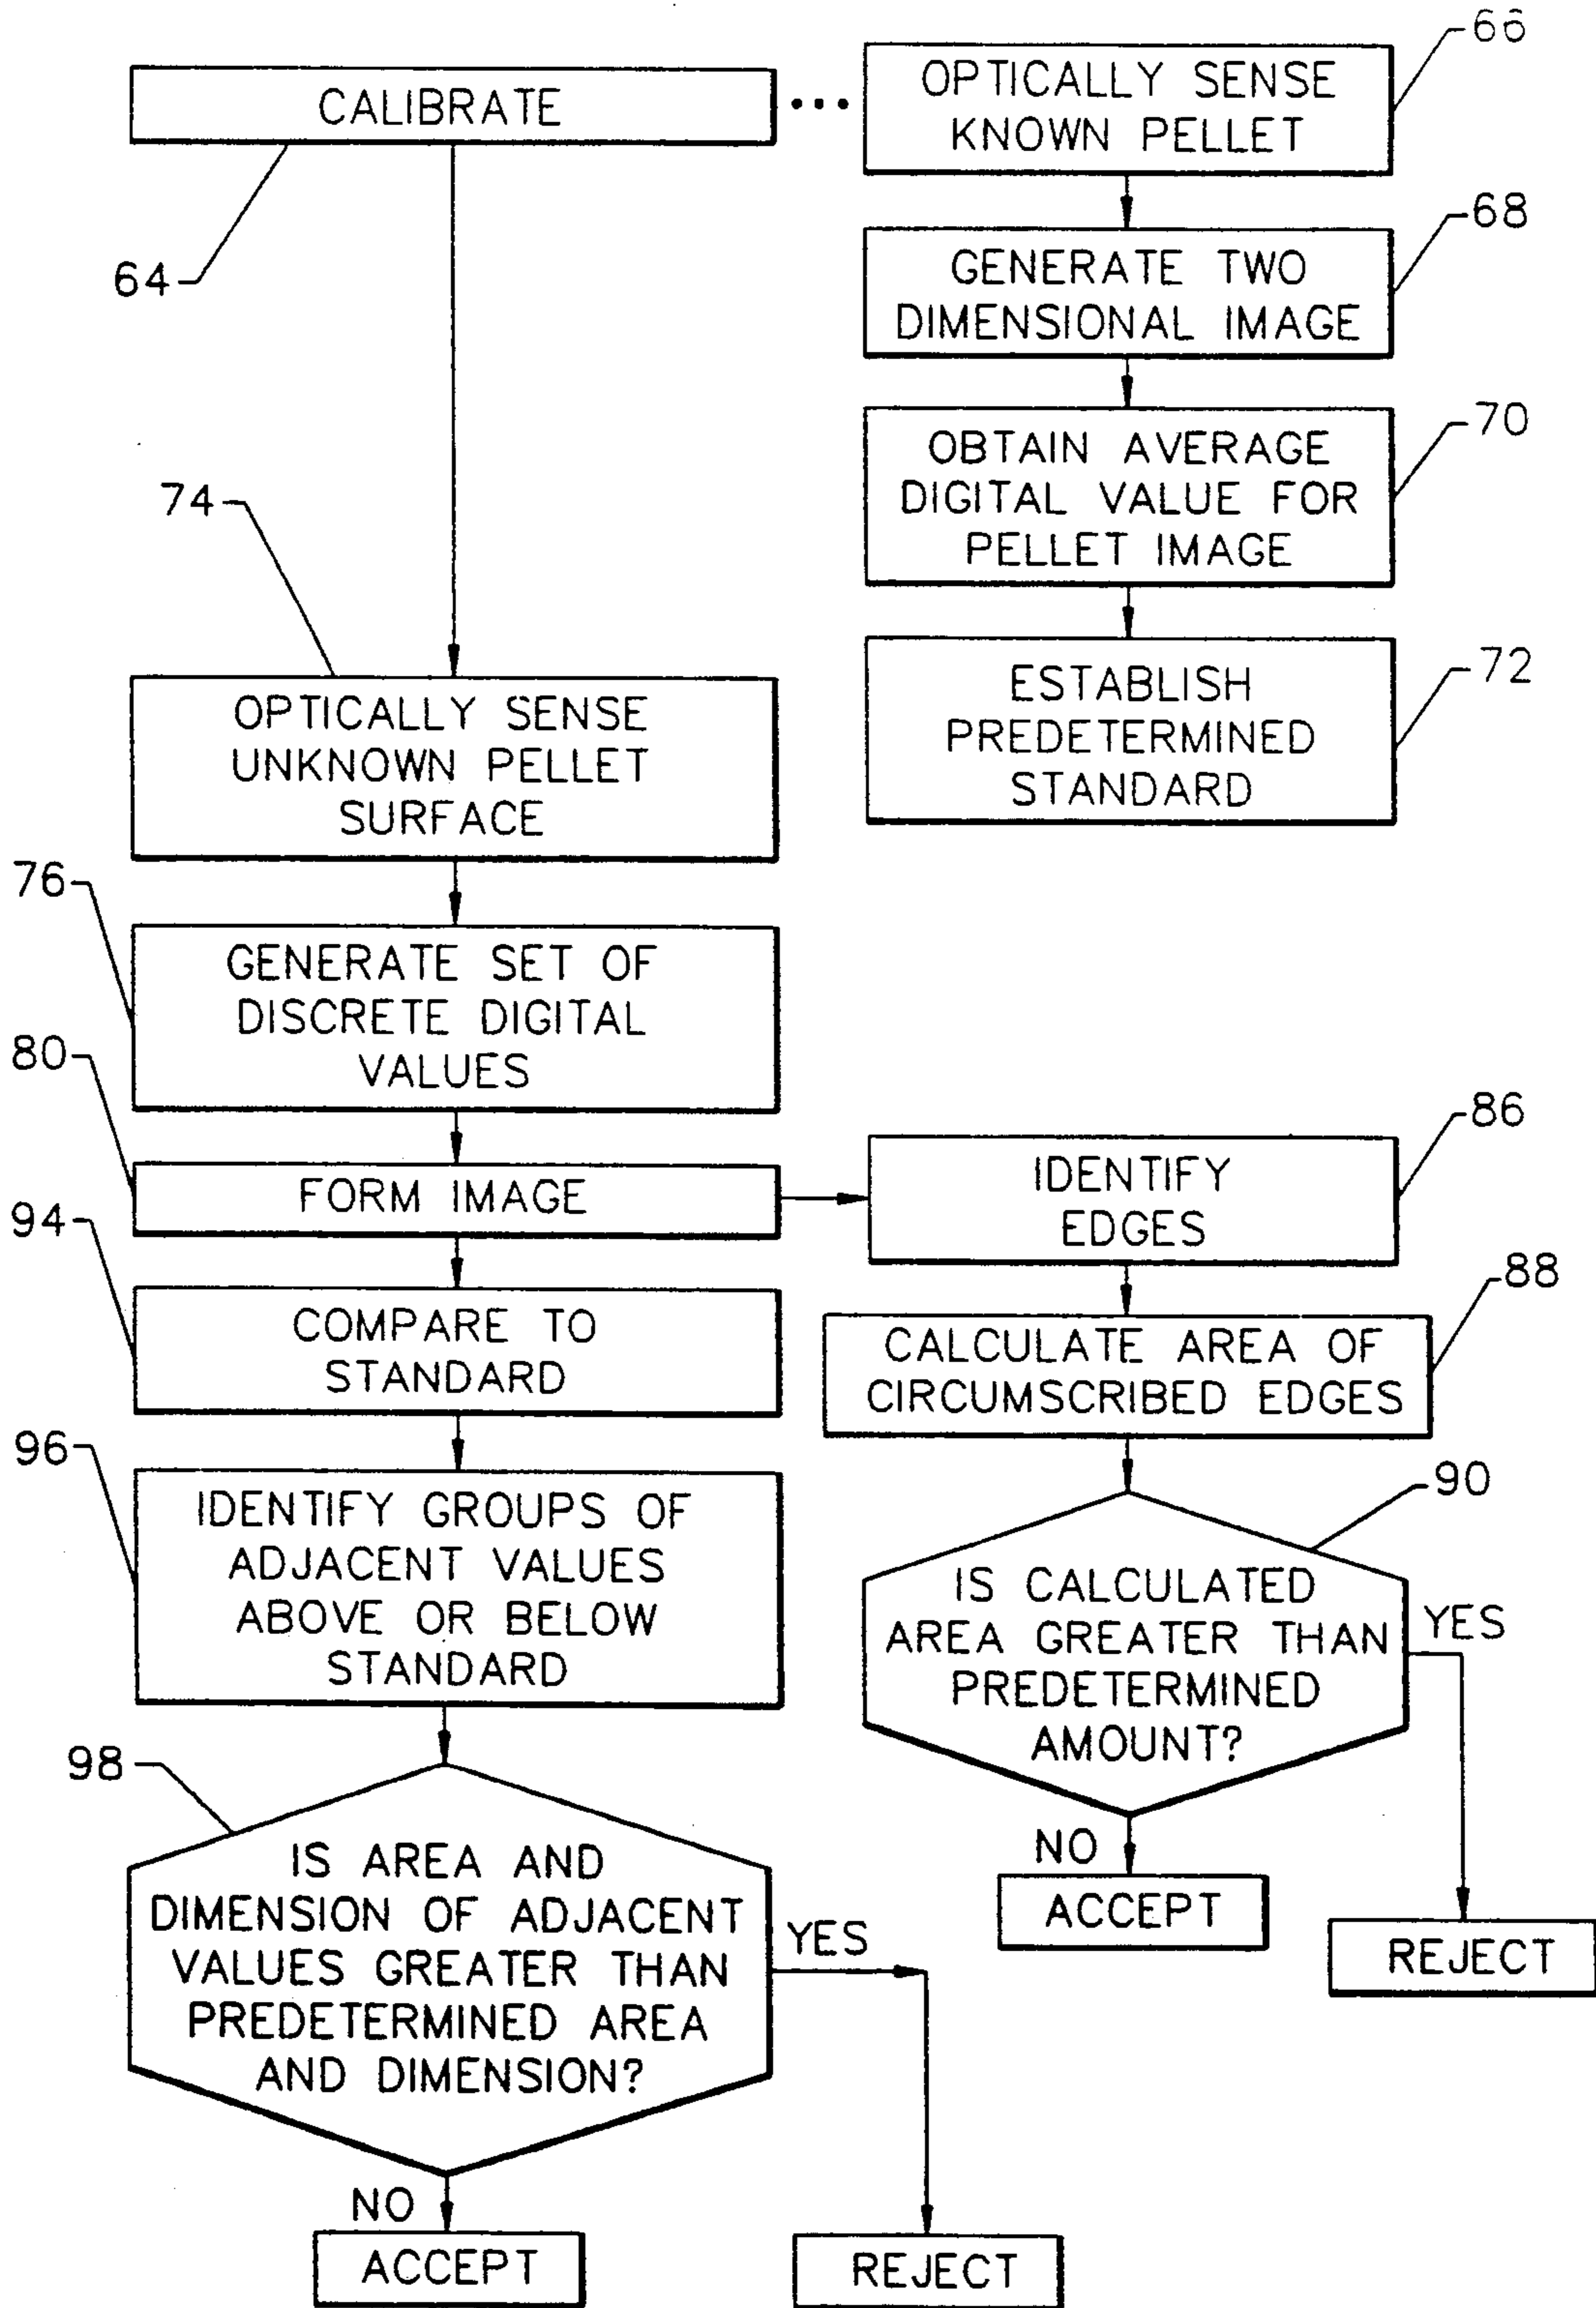 CALIBRATE
64
...
OPTICALLY SENSE
KNOWN PELLET
66
GENERATE TWO
DIMENSIONAL IMAGE
68
OBTAIN AVERAGE
DIGITAL VALUE FOR
PELLET IMAGE
70
ESTABLISH
PREDETERMINED
STANDARD
72
74
OPTICALLY SENSE
UNKNOWN PELLET
SURFACE
76
GENERATE SET OF
DISCRETE DIGITAL
VALUES
80
FORM IMAGE
94
COMPARE TO
STANDARD
96
IDENTIFY GROUPS OF
ADJACENT VALUES
ABOVE OR BELOW
STANDARD
98
IS AREA AND
DIMENSION OF ADJACENT
VALUES GREATER THAN
PREDETERMINED AREA
AND DIMENSION?
YES
NO
ACCEPT
REJECT
86
IDENTIFY
EDGES
88
CALCULATE AREA OF
CIRCUMSCRIBED EDGES
90
IS CALCULATED
AREA GREATER THAN
PREDETERMINED
AMOUNT?
YES
NO
ACCEPT
REJECT